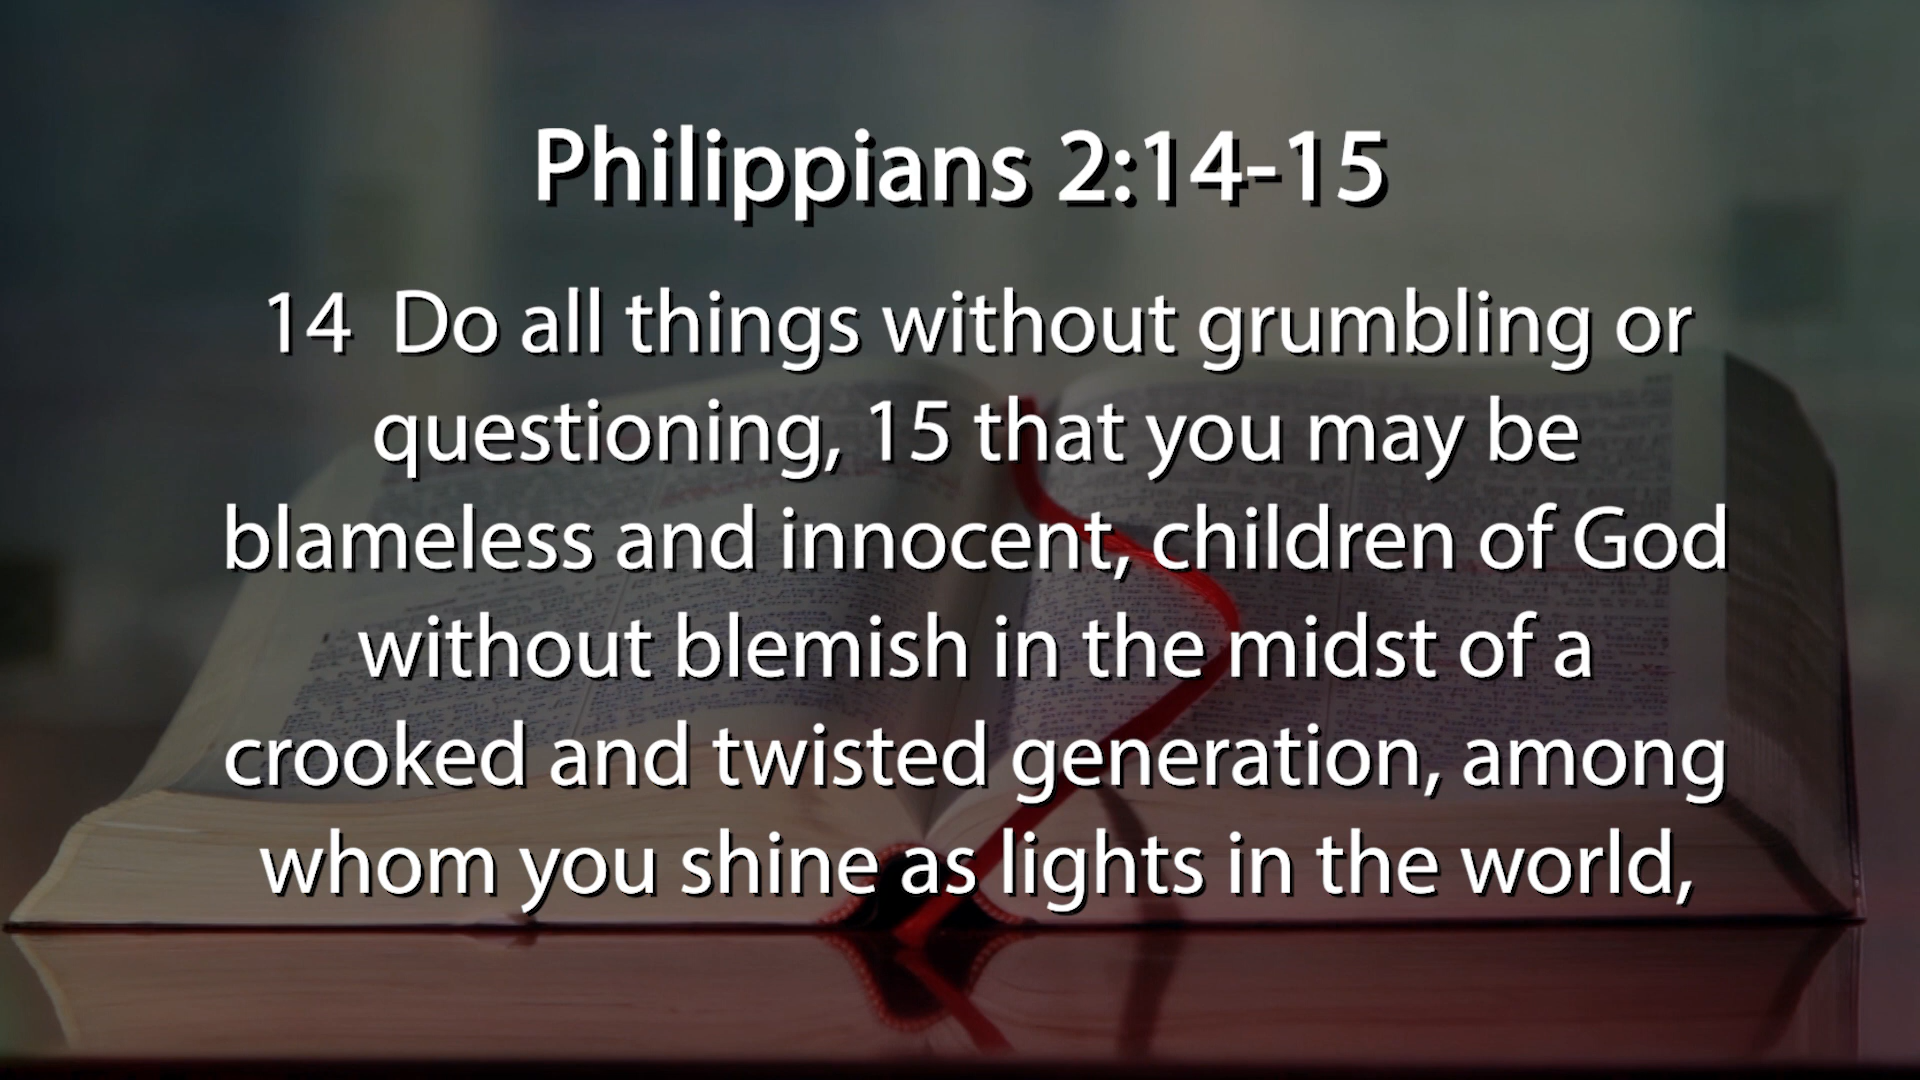 Philippians 2:14-15
14 Do all things without grumbling or
questioning, 15 that you may be
blameless and innocent, children of God
without blemish in the midst of a
crooked and twisted generation, among
whom you shine as lights in the world,